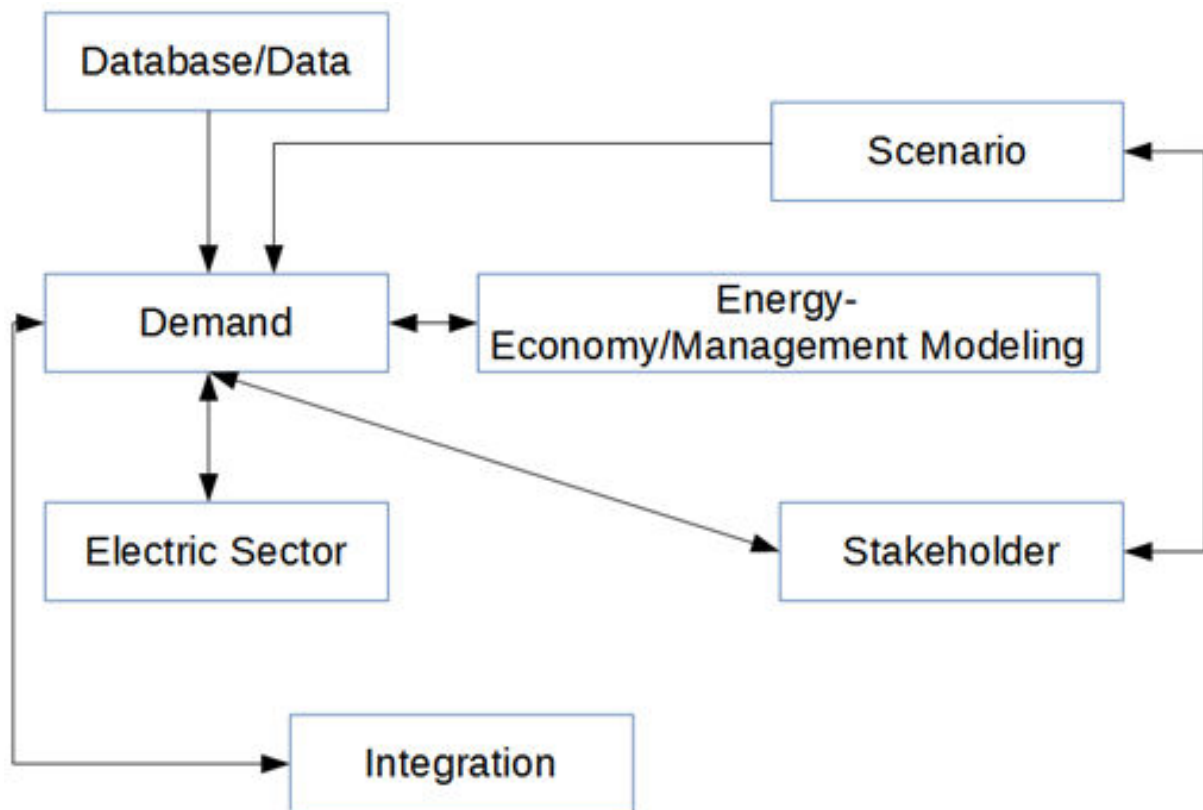 Database/Data
Scenario
Demand
Energy-
Economy/Management Modeling
Electric Sector
Stakeholder
Integration